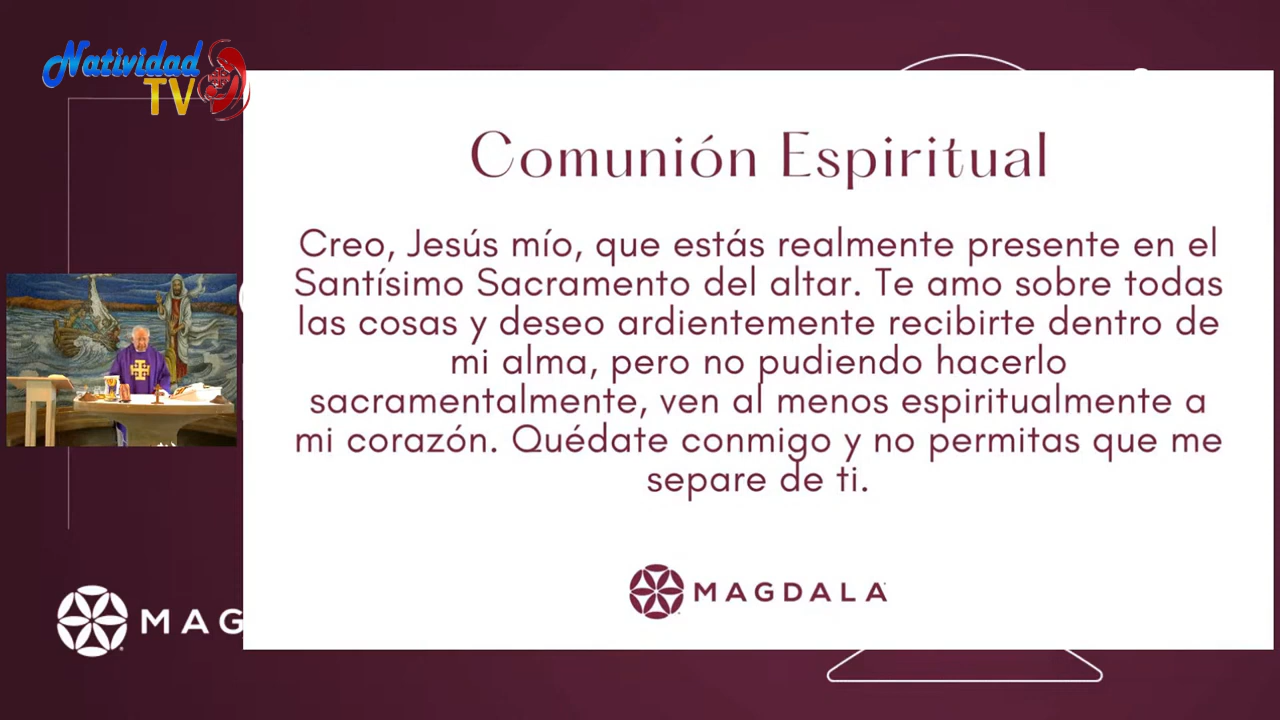 Natividad
TV
Comunión Espiritual
Creo, Jesús mío, que estás realmente presente en el
Santísimo Sacramento del altar. Te amo sobre todas
las cosas y deseo ardientemente recibirte dentro de
mi alma, pero no pudiendo hacerlo
sacramentalmente, ven al menos espiritualmente a
mi corazón. Quédate conmigo y no permitas que me
separe de ti.
MAGDALA
MAG